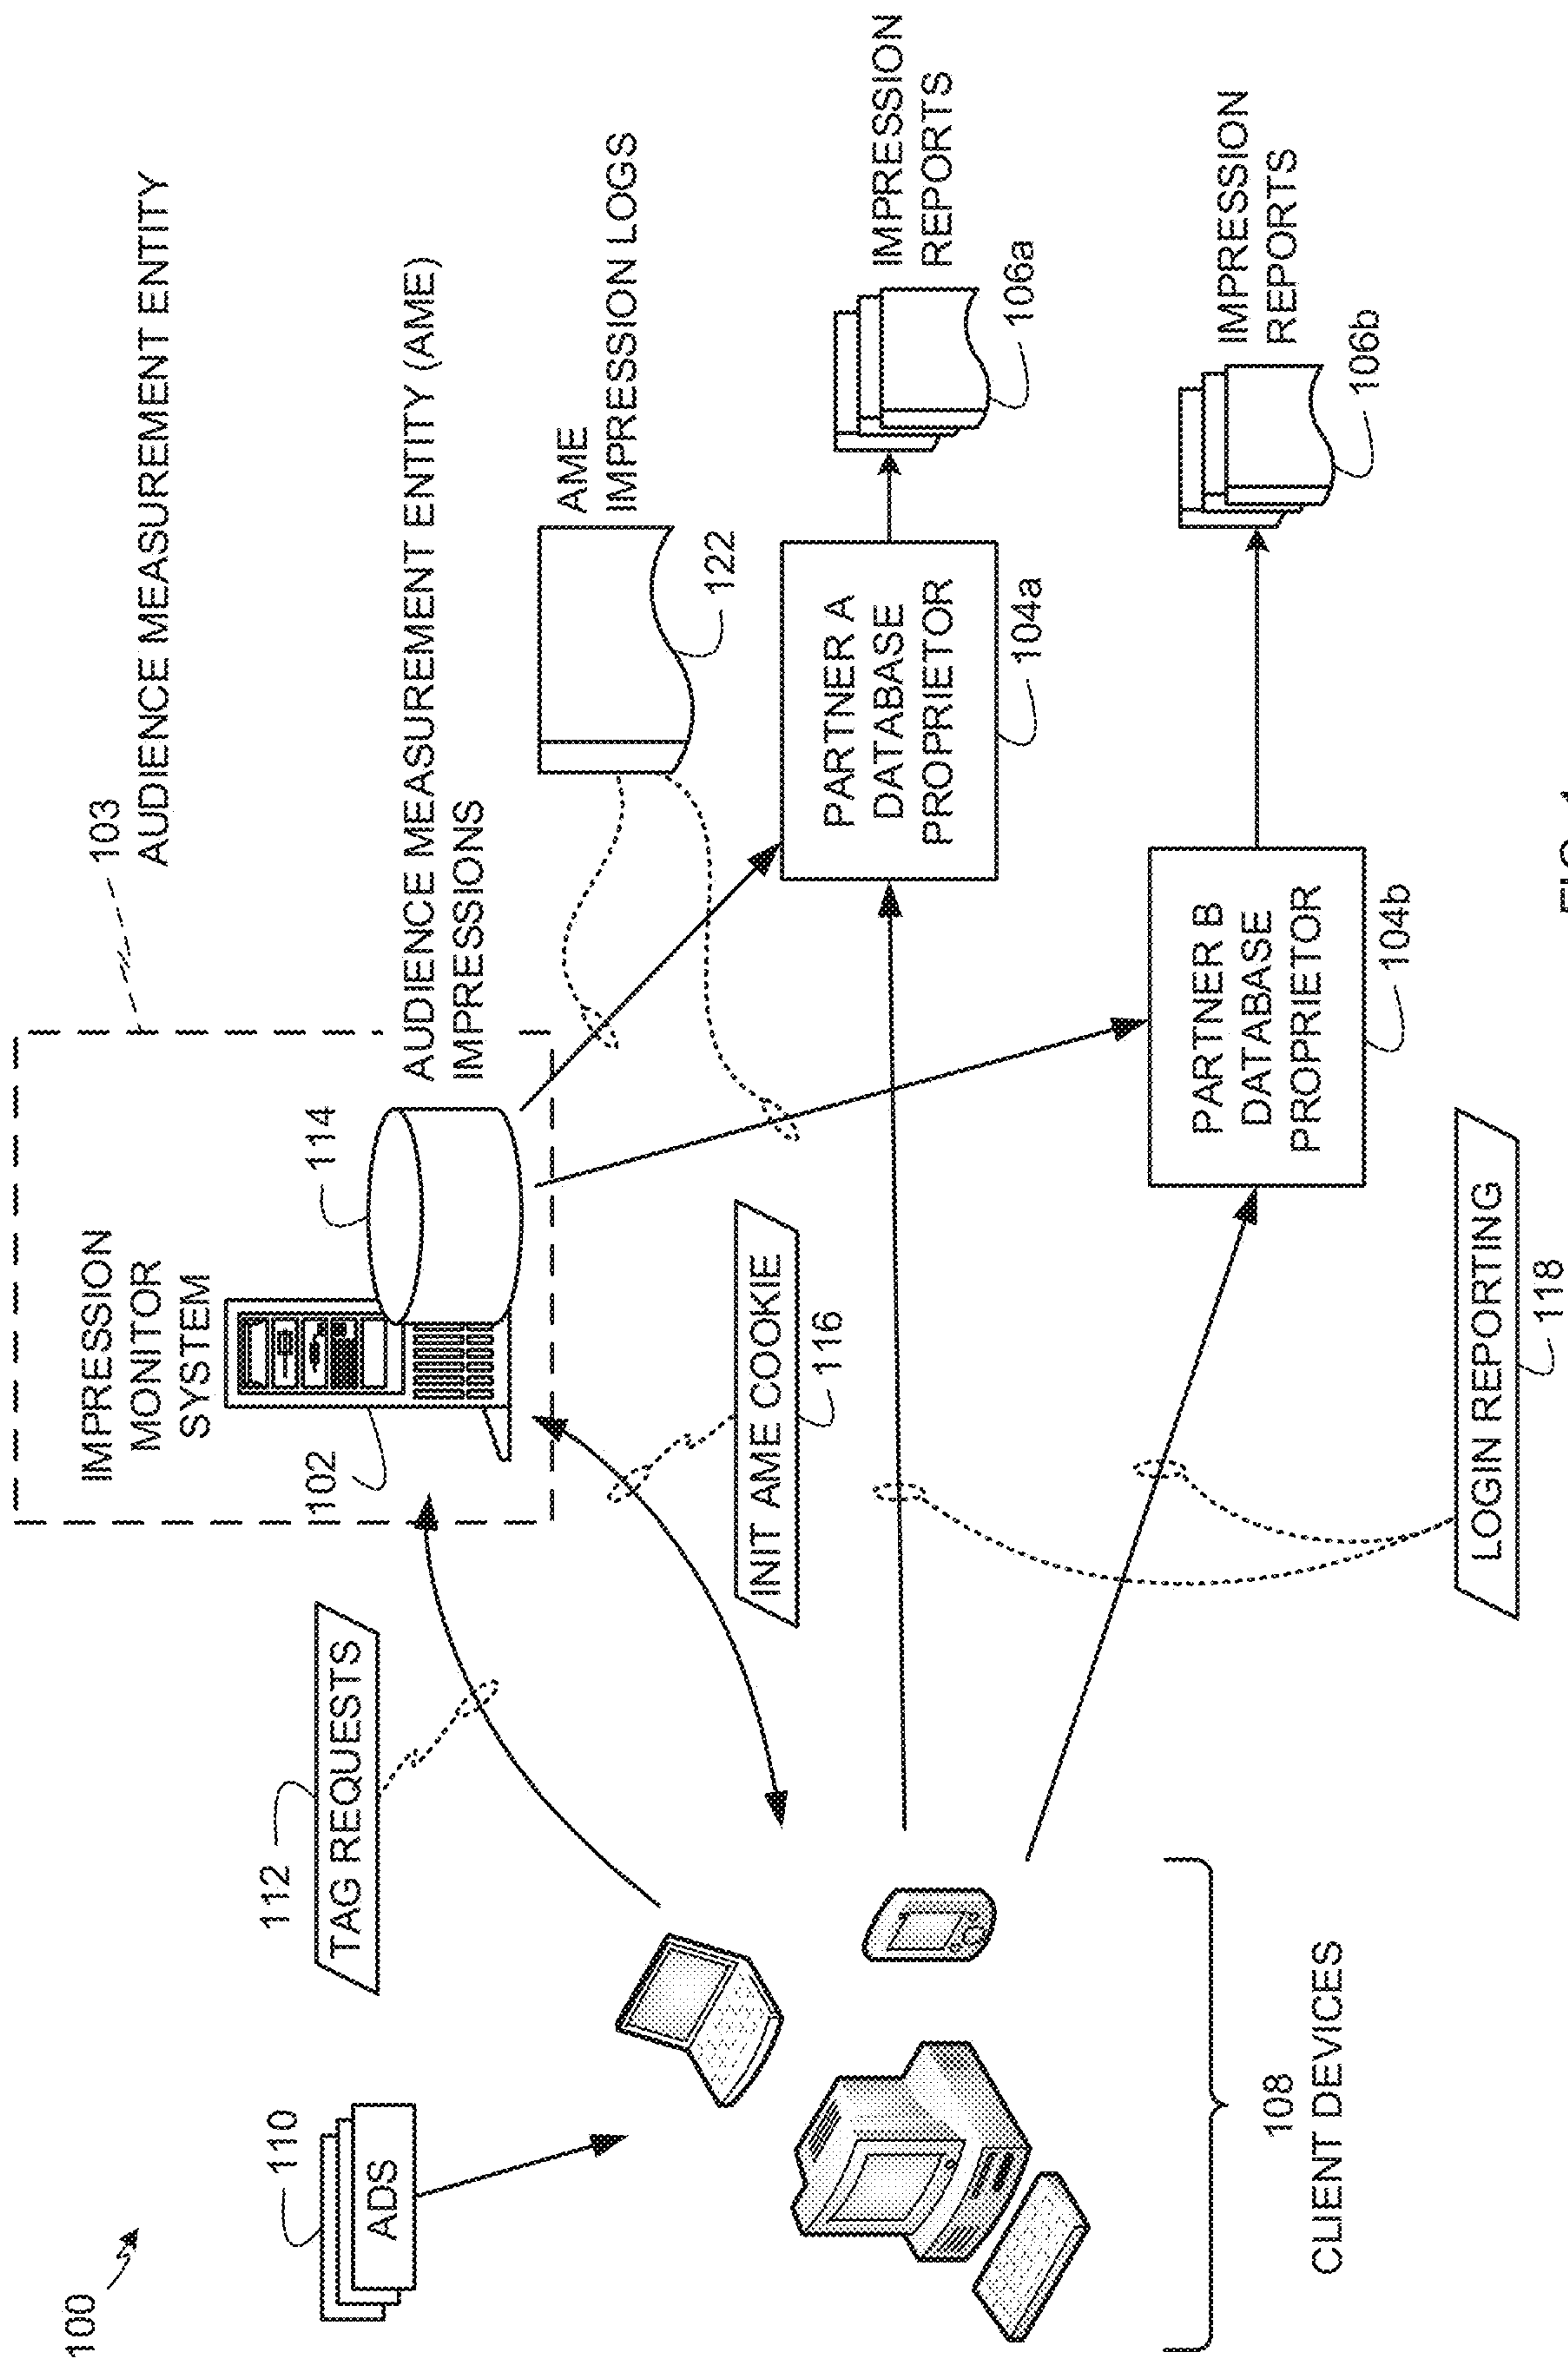 100
103
AUDIENCE MEASUREMENT ENTITY
IMPRESSION
MONITOR
SYSTEM
102
114
AUDIENCE MEASUREMENT ENTITY (AME)
IMPRESSIONS
110
ADS
112
TAG REQUESTS
AME
IMPRESSION LOGS
122
INIT AME COOKIE
116
PARTNER A
DATABASE
PROPRIETOR
104a
IMPRESSION
REPORTS
106a
PARTNER B
DATABASE
PROPRIETOR
104b
IMPRESSION
REPORTS
106b
108
CLIENT DEVICES
LOGIN REPORTING
118